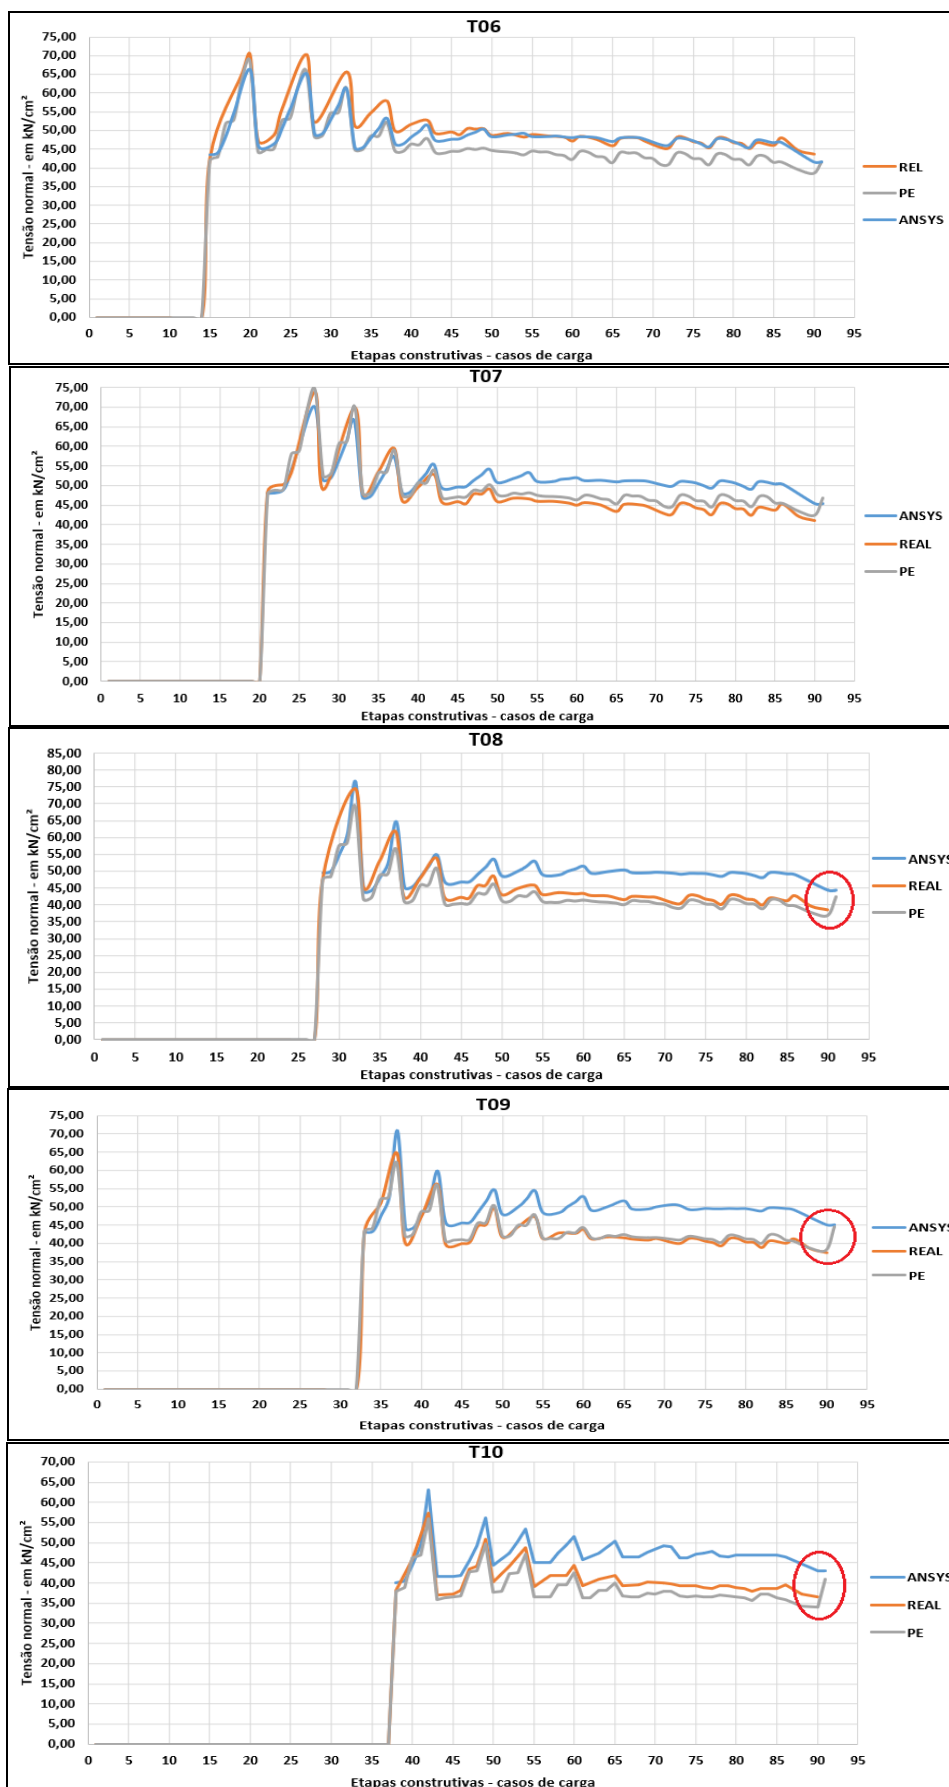 T06
75,00
70,00
65,00
60,00
55,00
50,00
45,00
40,00
35,00
30,00
25,00
20,00
15,00
10,00
5,00
0,00
Tensão normal - em kN/cm²
0 5 10 15 20 25 30 35 40 45 50 55 60 65 70 75 80 85 90 95
Etapas construtivas - casos de carga
REL
PE
ANSYS
T07
75,00
70,00
65,00
60,00
55,00
50,00
45,00
40,00
35,00
30,00
25,00
20,00
15,00
10,00
5,00
0,00
Tensão normal - em kN/cm²
0 5 10 15 20 25 30 35 40 45 50 55 60 65 70 75 80 85 90 95
Etapas construtivas - casos de carga
ANSYS
REAL
PE
T08
85,00
80,00
75,00
70,00
65,00
60,00
55,00
50,00
45,00
40,00
35,00
30,00
25,00
20,00
15,00
10,00
5,00
0,00
Tensão normal - em kN/cm²
0 5 10 15 20 25 30 35 40 45 50 55 60 65 70 75 80 85 90 95
Etapas construtivas - casos de carga
ANSYS
REAL
PE
T09
75,00
70,00
65,00
60,00
55,00
50,00
45,00
40,00
35,00
30,00
25,00
20,00
15,00
10,00
5,00
0,00
Tensão normal - em kN/cm²
0 5 10 15 20 25 30 35 40 45 50 55 60 65 70 75 80 85 90 95
Etapas construtivas - casos de carga
ANSYS
REAL
PE
T10
70,00
65,00
60,00
55,00
50,00
45,00
40,00
35,00
30,00
25,00
20,00
15,00
10,00
5,00
0,00
Tensão normal - em kN/cm²
0 5 10 15 20 25 30 35 40 45 50 55 60 65 70 75 80 85 90 95
Etapas construtivas - casos de carga
ANSYS
REAL
PE